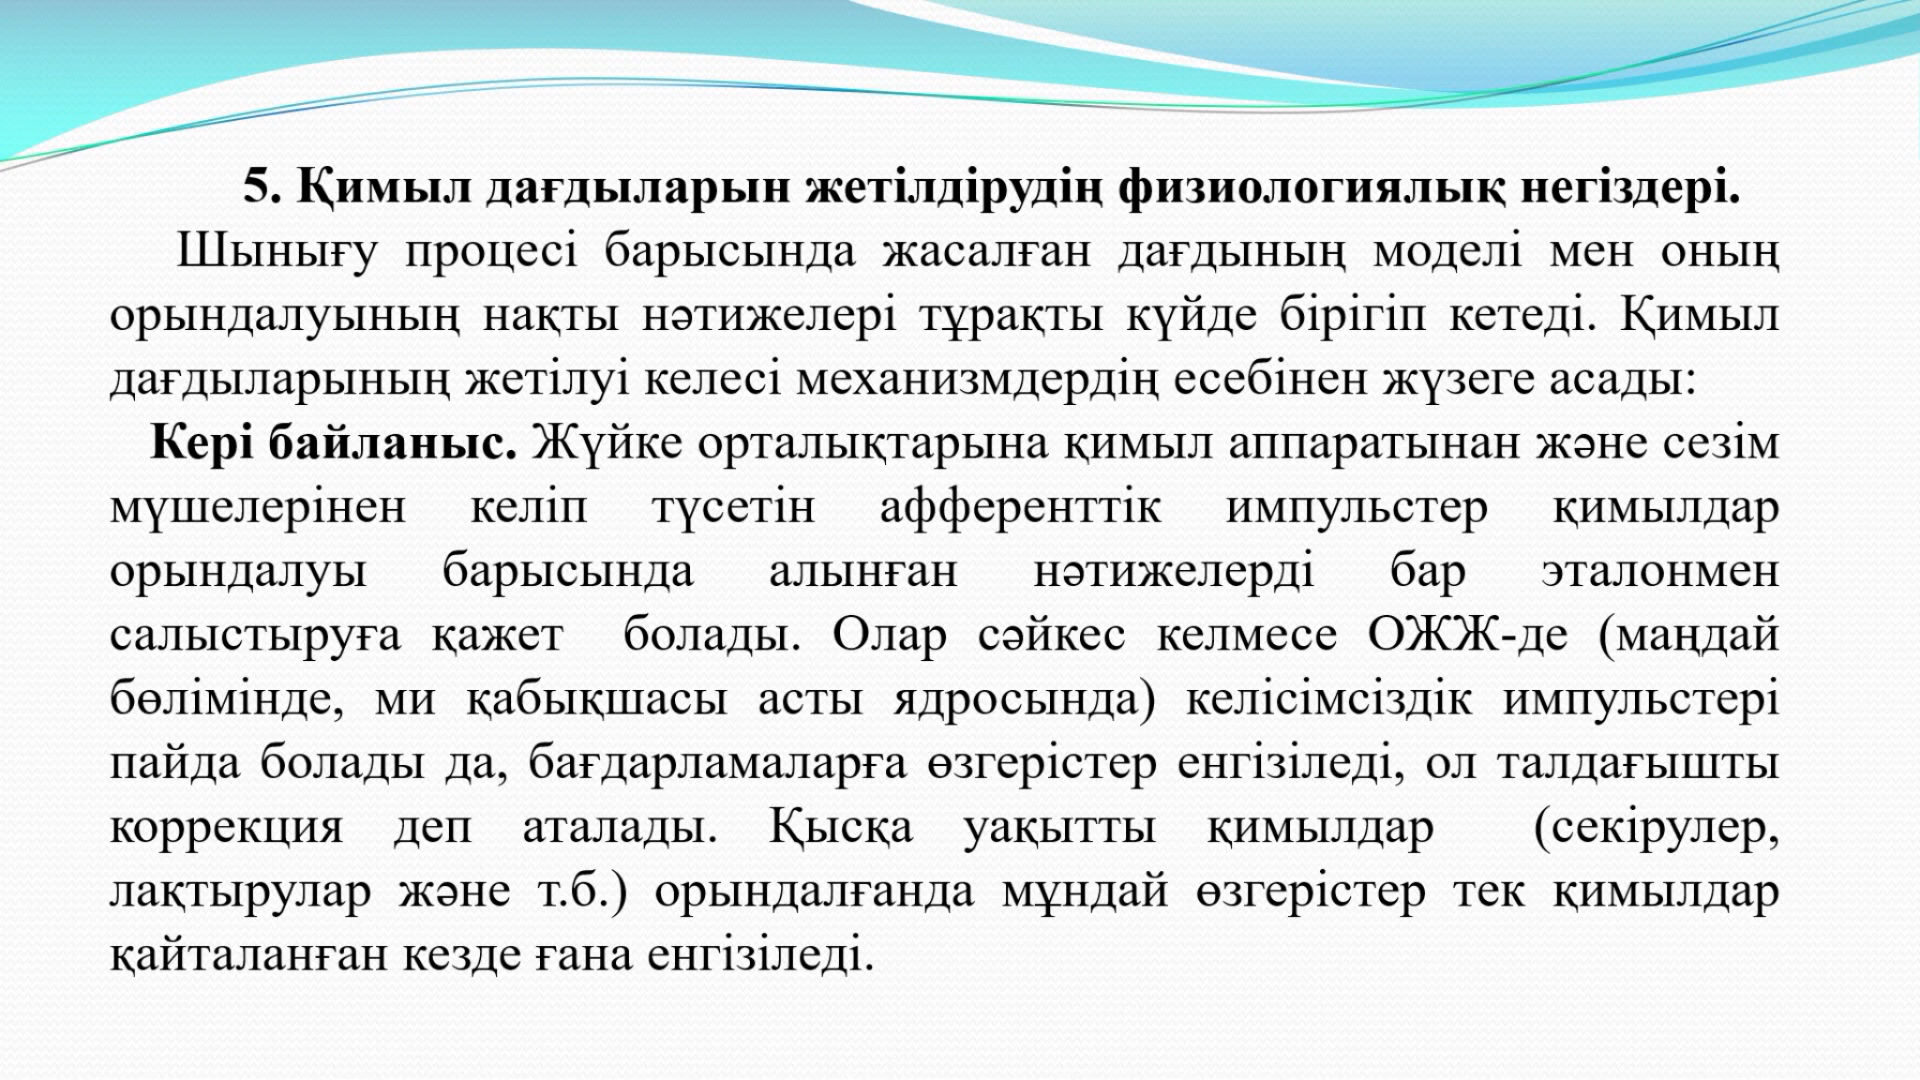 5. Қимыл дағдыларын жетілдірудің физиологиялық негіздері.
Шынығу процесі барысында жасалған дағдының моделі мен оның
орындалуының нақты нәтижелері тұрақты күйде бірігіп кетеді. Қимыл
дағдыларының жетілуі келесі механизмдердің есебінен жүзеге асады:
Кері байланыс. Жүйке орталықтарына қимыл аппаратынан және сезім
мүшелерінен келіп түсетін афференттік импульстер қимылдар
орындалуы барысында алынған нәтижелерді бар эталонмен
салыстыруға қажет болады. Олар сәйкес келмесе ОЖЖ-де (маңдай
бөлімінде, ми қабықшасы асты ядросында) келісімсіздік импульстері
пайда болады да, бағдарламаларға өзгерістер енгізіледі, ол талдағышты
коррекция деп аталады. Қысқа уақытты қимылдар (секірулер,
лақтырулар және т.б.) орындалғанда мұндай өзгерістер тек қимылдар
қайталанған кезде ғана енгізіледі.